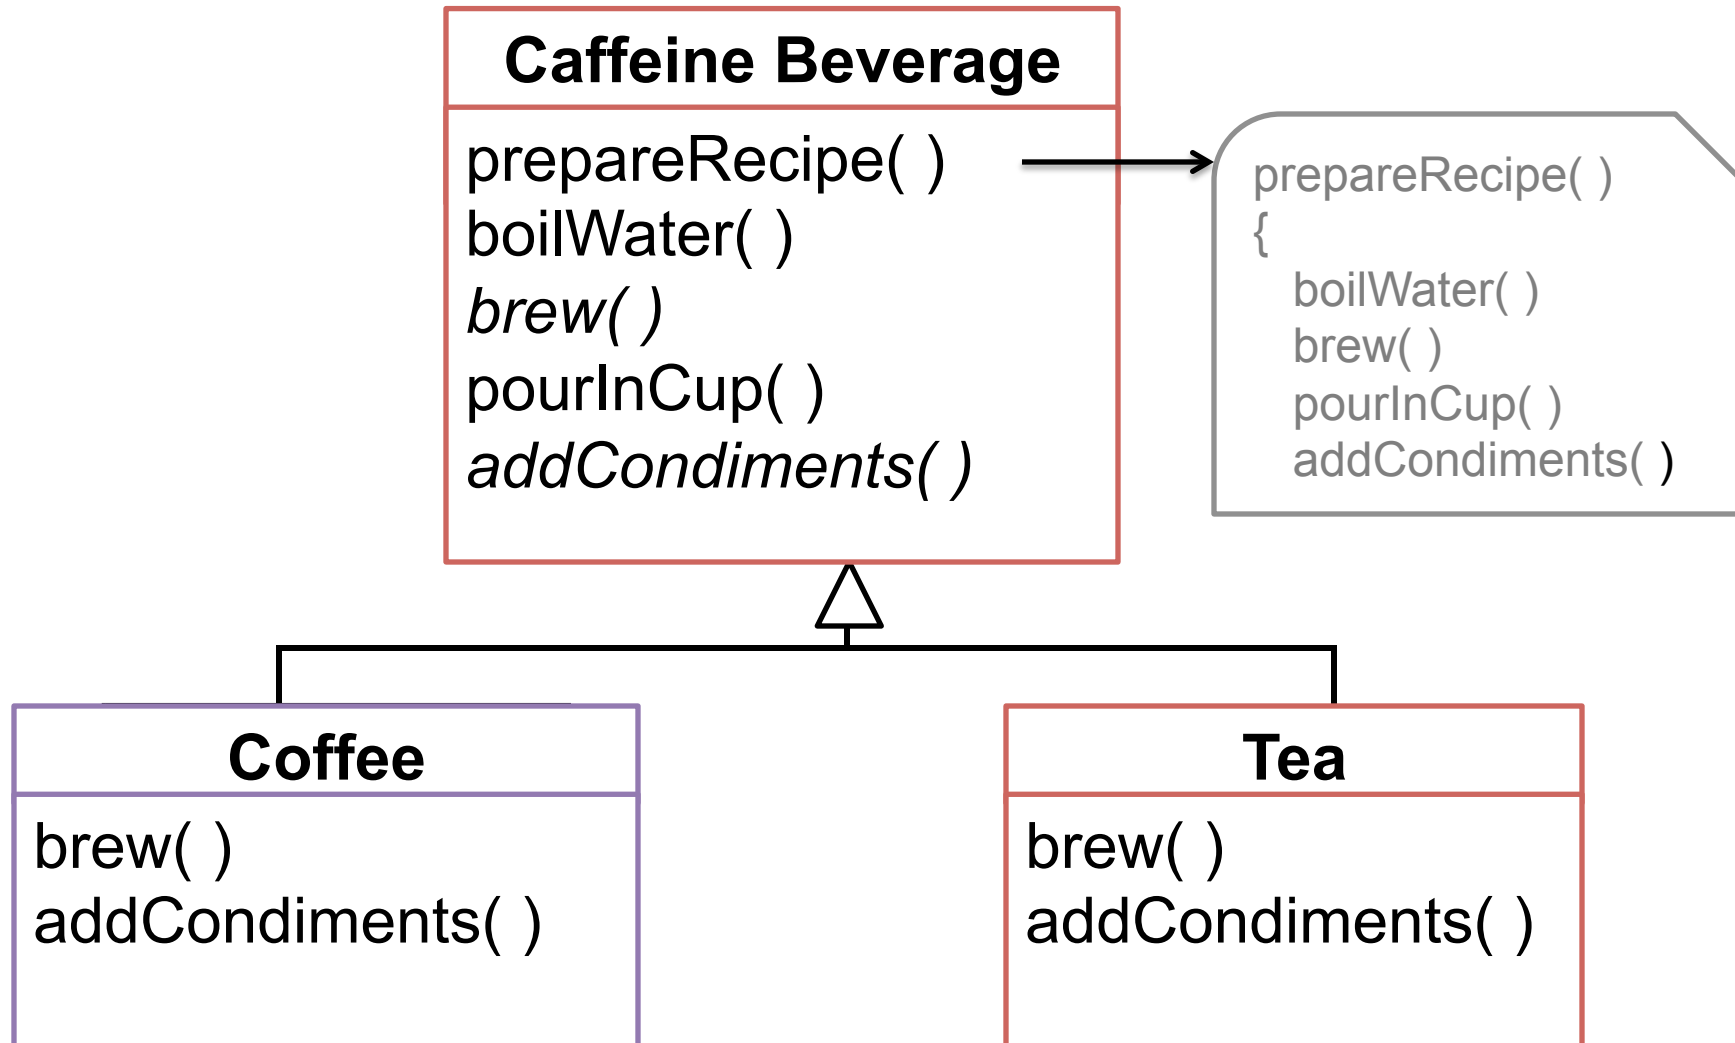 Caffeine Beverage
prepareRecipe( )
boilWater( )
brew( )
pourInCup( )
addCondiments( )
prepareRecipe( )
{
boilWater( )
brew( )
pourInCup( )
addCondiments( )
Coffee
brew( )
addCondiments( )
Tea
brew( )
addCondiments( )